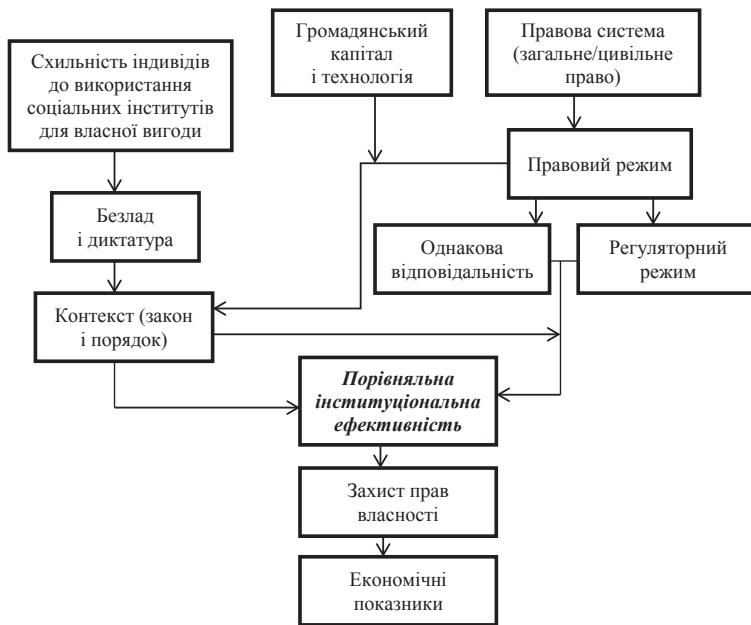 Схильність індивідів
до використання
соціальних інститутів
для власної вигоди
Громадянський
капітал
і технологія
Правова система
(загальне/цивільне
право)
Правовий режим
Безлад
і диктатура
Однакова
відповідальність
Регуляторний
режим
Контекст (закон
і порядок)
Порівняльна
інституціональна
ефективність
Захист прав
власності
Економічні
показники